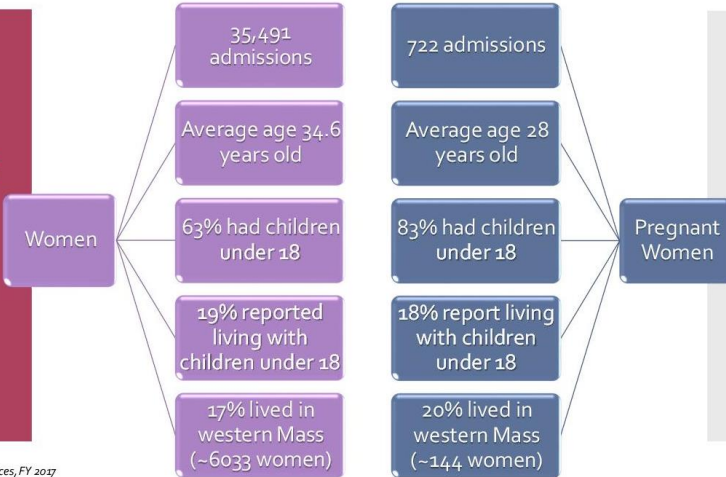 Women
35,491
admissions
Average age 34.6
years old
63% had children
under 18
19% reported
living with
children under 18
17% lived in
western Mass
(~6033 women)
722 admissions
Average age 28
years old
83% had children
under 18
18% report living
with children
under 18
20% lived in
western Mass
(~144 women)
Pregnant
Women
ces, FY 2017